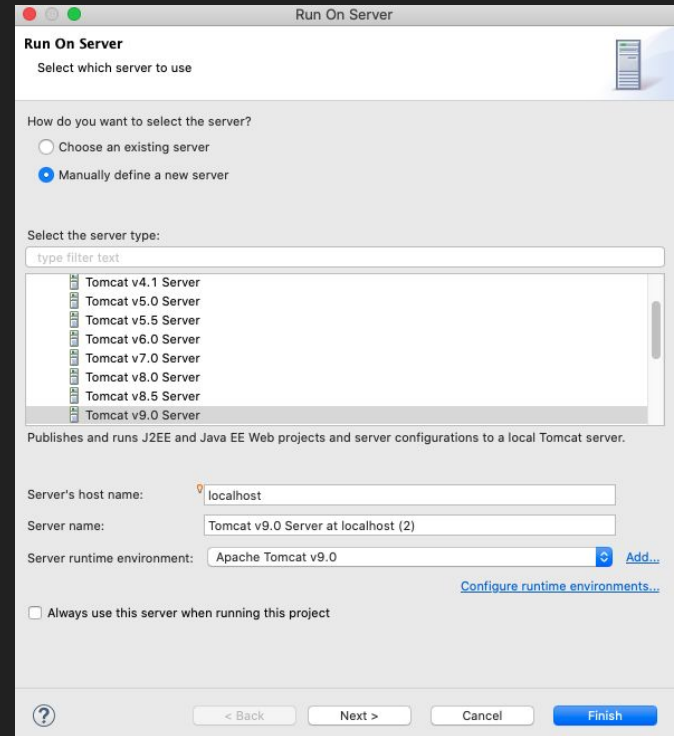 Run On Server
Run On Server
Select which server to use
How do you want to select the server?
Choose an existing server
Manually define a new server
Select the server type:
type filter text
Tomcat v4.1 Server
Tomcat v5.0 Server
Tomcat v5.5 Server
Tomcat v6.0 Server
Tomcat v7.0 Server
Tomcat v8.0 Server
Tomcat v8.5 Server
Tomcat v9.0 Server
Publishes and runs J2EE and Java EE Web projects and server configurations to a local Tomcat server.
Server's host name: localhost
Server name: Tomcat v9.0 Server at localhost (2)
Server runtime environment: Apache Tomcat v9.0 Add...
Configure runtime environments...
Always use this server when running this project
? < Back Next > Cancel Finish